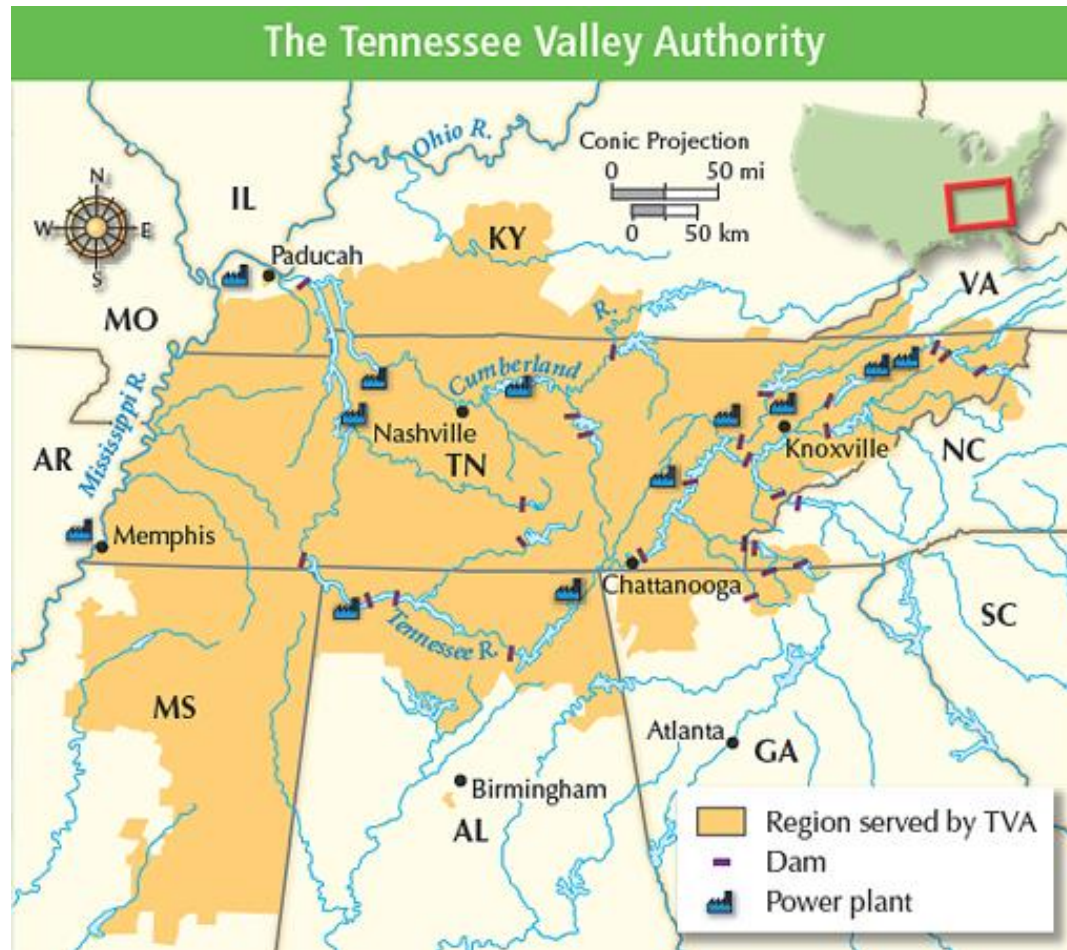 The Tennessee Valley Authority
Ohio R.
Conic Projection
0 50 mi
0 50 km
N
W E
S
IL
KY
Paducah
VA
MO
R.
Cumberland
Mississippi R.
Nashville
TN
Knoxville
AR
NC
Memphis
Chattanooga
Tennessee R.
SC
MS
Atlanta
GA
Birmingham
AL
Region served by TVA
Dam
Power plant